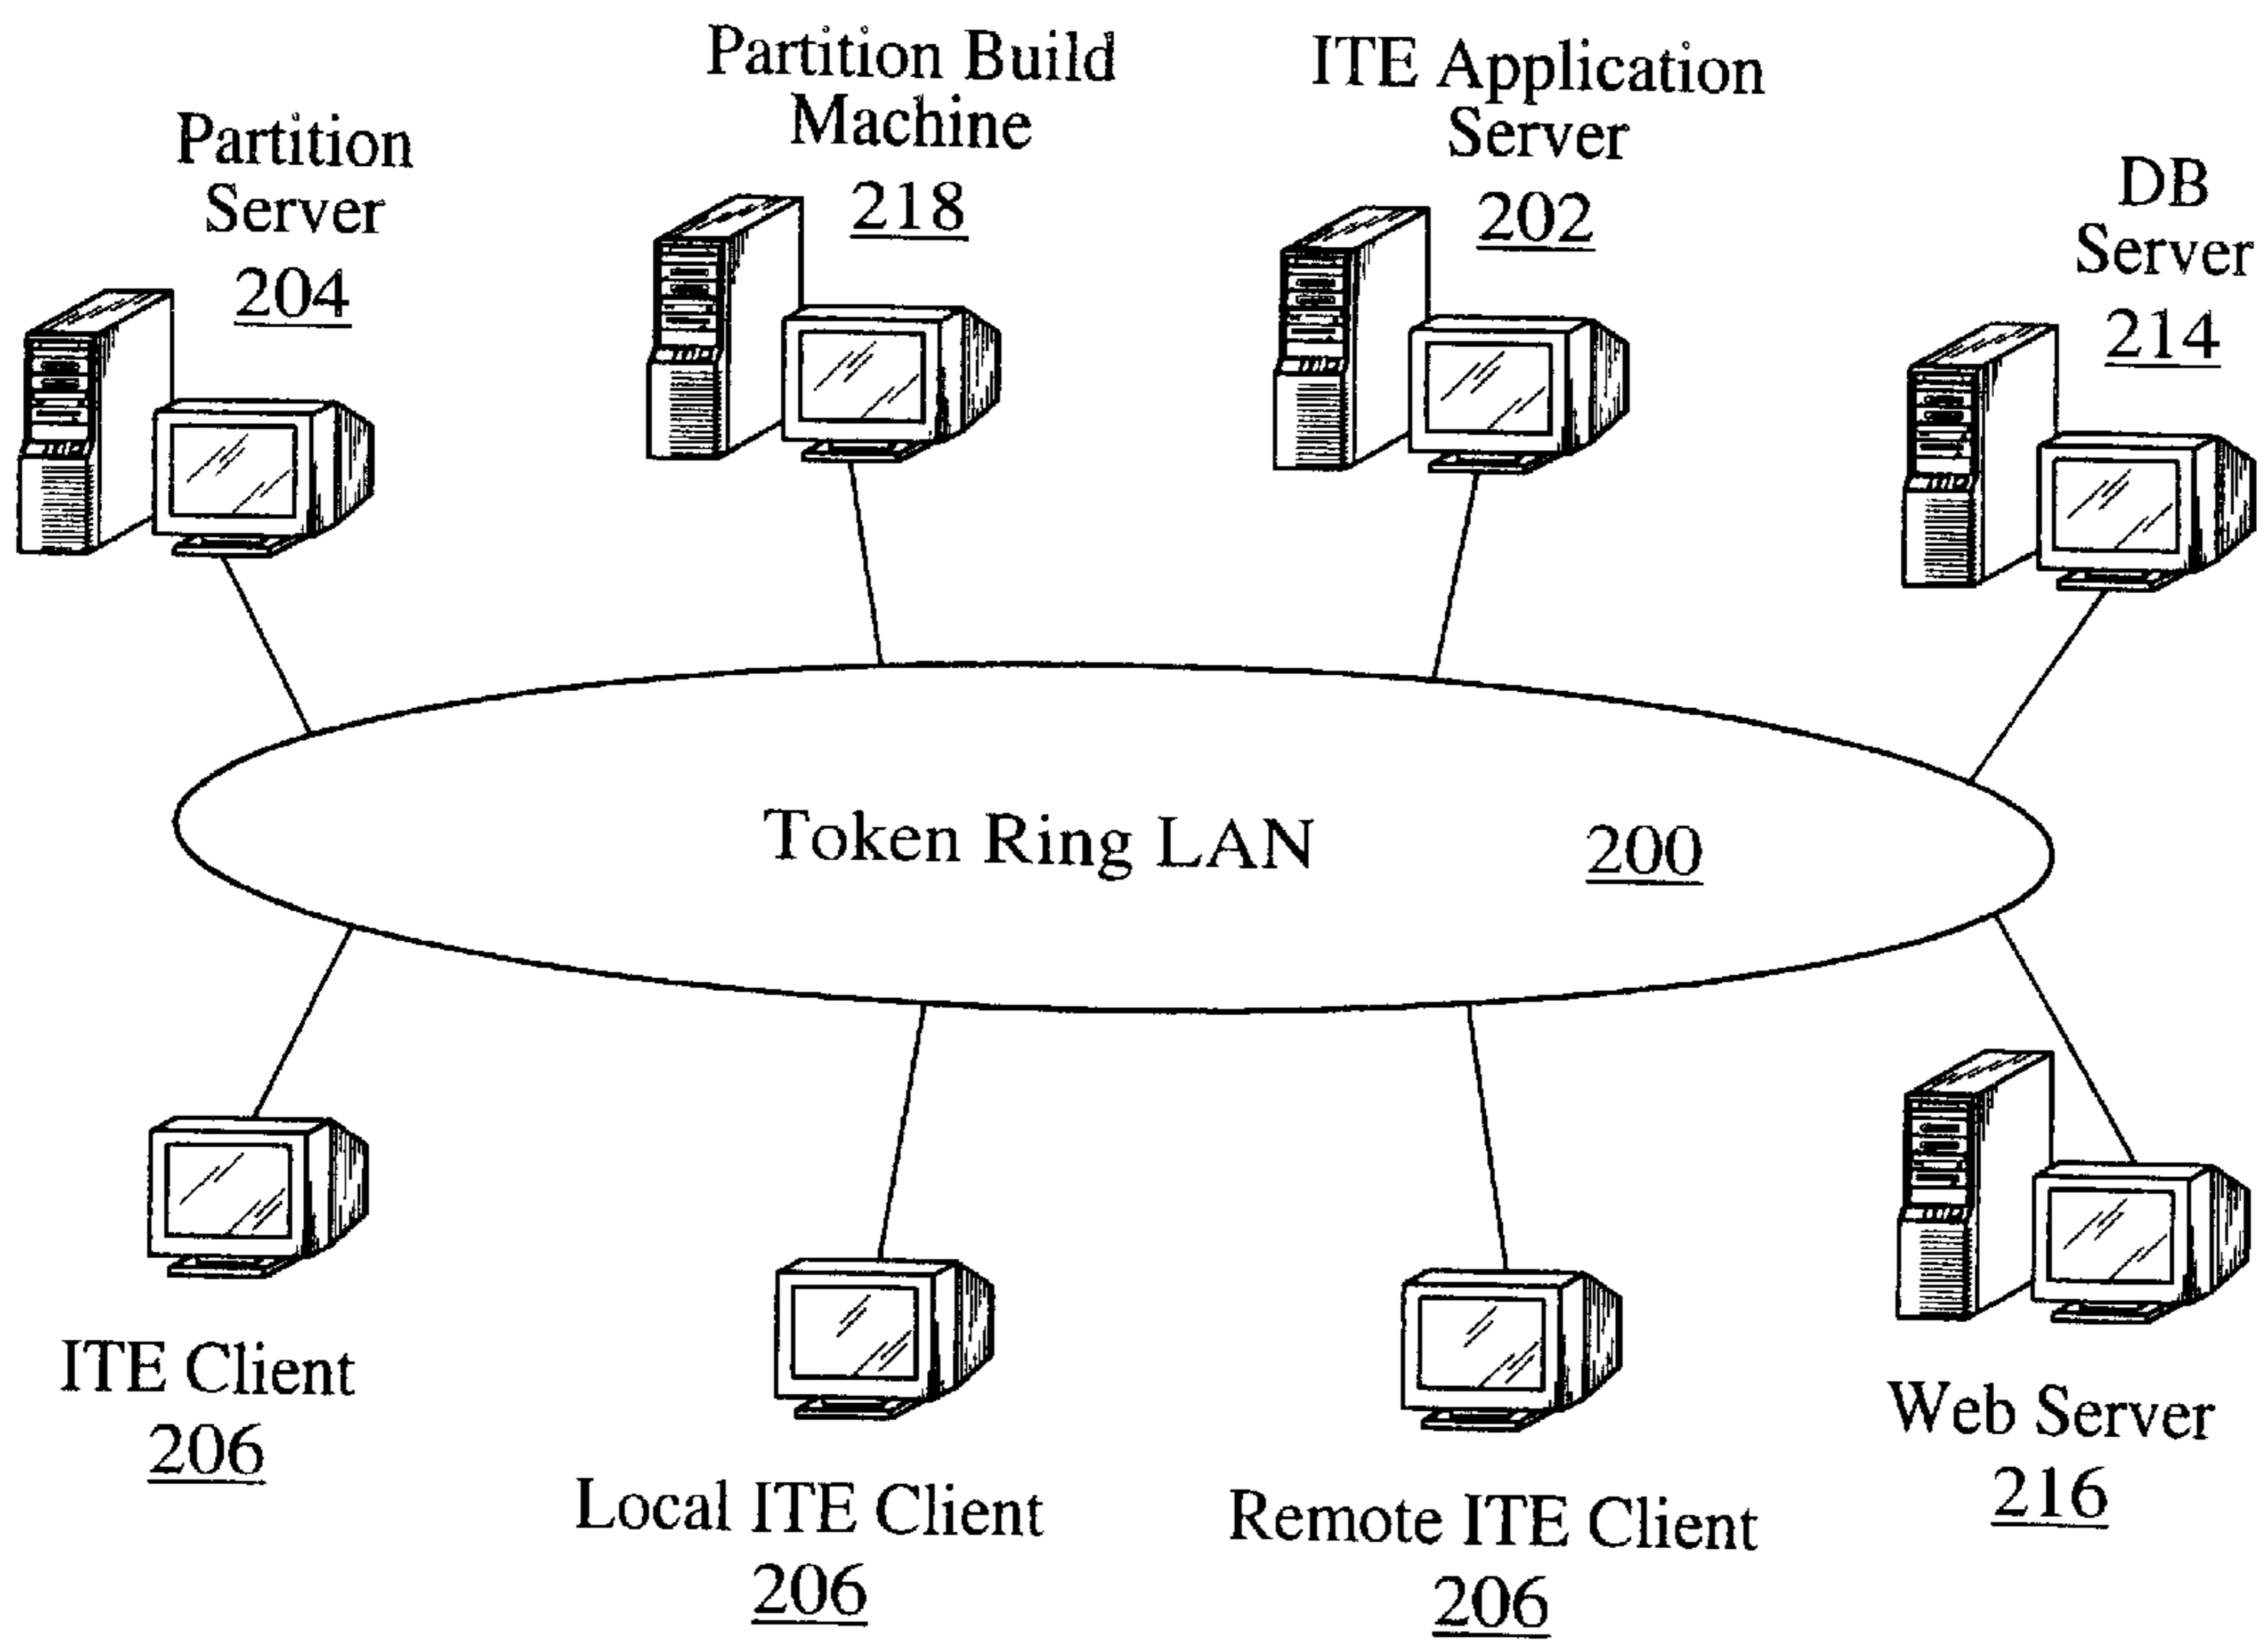 Partition Build
Machine
218
ITE Application
Server
202
Partition
Server
204
DB
Server
214
Token Ring LAN 200
ITE Client
206
Local ITE Client
206
Remote ITE Client
206
Web Server
216